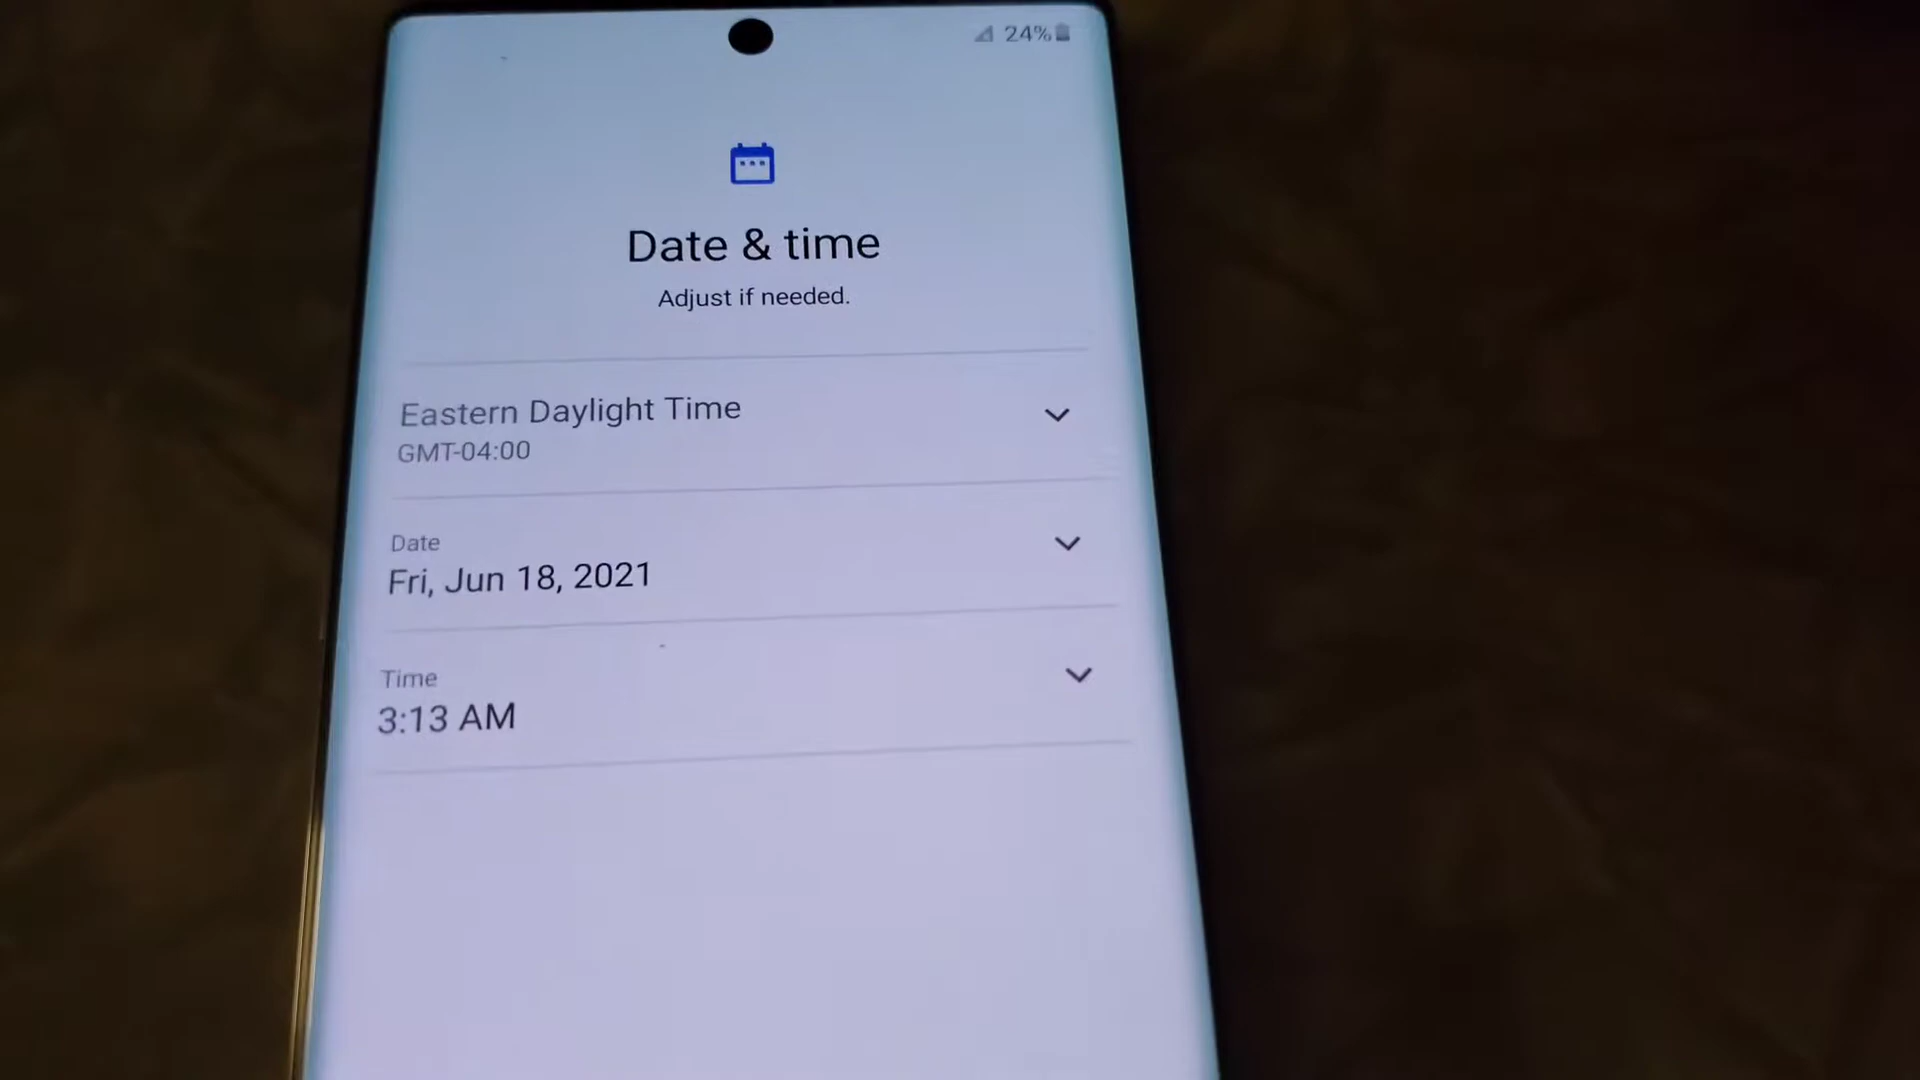 24%
Date & time
Adjust if needed.
Eastern Daylight Time
GMT-04:00
Date
Fri, Jun 18, 2021
Time
3:13 AM